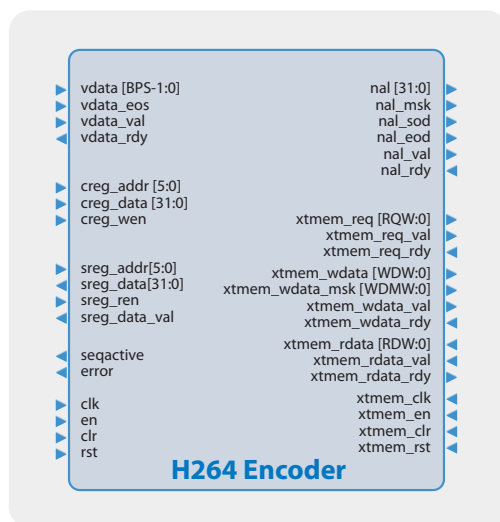 vdata [BPS-1:0]
vdata_eos
vdata_val
vdata_rdy
creg_addr [5:0]
creg_data [31:0]
creg_wen
sreg_addr[5:0]
sreg_data[31:0]
sreg_ren
sreg_data_val
seqactive
error
clk
en
clr
rst
nal [31:0]
nal_msk
nal_sod
nal_eod
nal_val
nal_rdy
xtmem_req [RQW:0]
xtmem_req_val
xtmem_req_rdy
xtmem_wdata [WDW:0]
xtmem_wdata_msk [WDMW:0]
xtmem_wdata_val
xtmem_wdata_rdy
xtmem_rdata [RDW:0]
xtmem_rdata_val
xtmem_rdata_rdy
xtmem_clk
xtmem_en
xtmem_clr
xtmem_rst
H264 Encoder